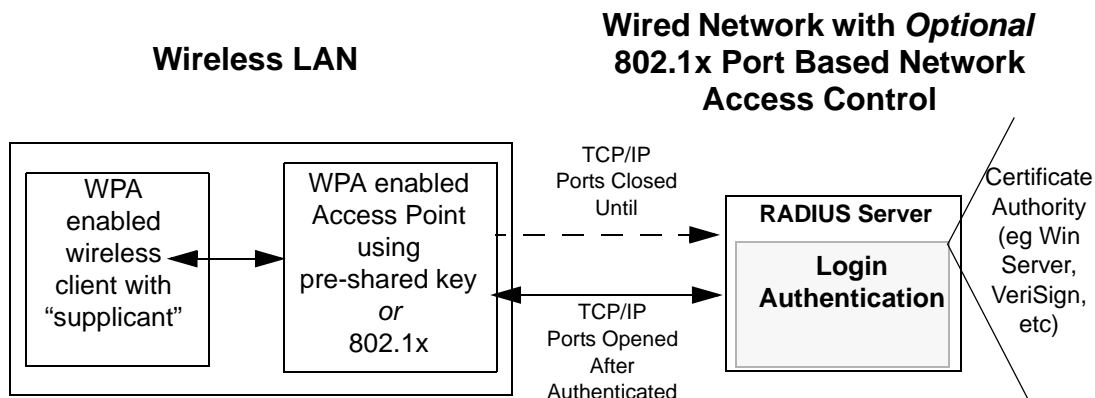 Wireless LAN
Wired Network with Optional
802.1x Port Based Network
Access Control
WPA
enabled
wireless
client with
“supplicant”
WPA enabled
Access Point
using
pre-shared key
or
802.1x
TCP/IP
Ports Closed
Until
TCP/IP
Ports Opened
After
Authenticated
RADIUS Server
Login
Authentication
Certificate
Authority
(eg Win
Server,
VeriSign,
etc)